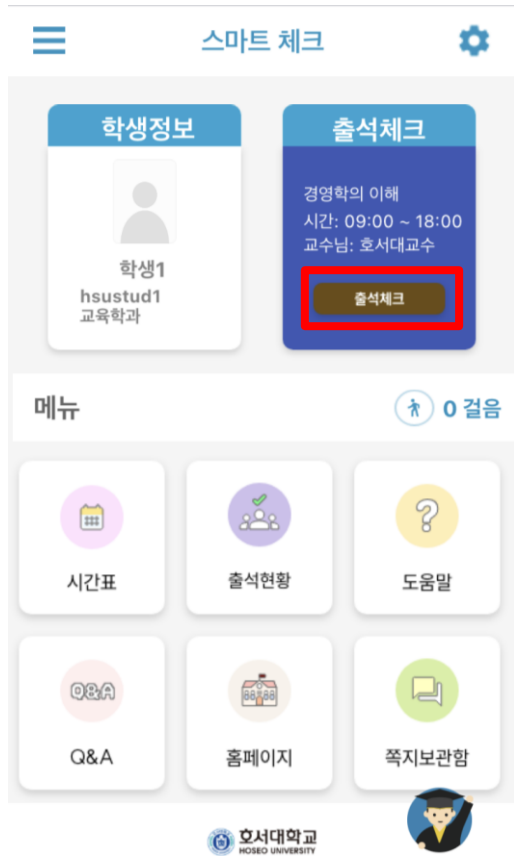 스마트 체크
학생정보
학생1
hsustud1
교육학과
출석체크
경영학의 이해
시간: 09:00 ~ 18:00
교수님: 호서대교수
출석체크
메뉴
0 걸음
시간표
출석현황
도움말
Q&A
Q&A
홈페이지
쪽지보관함
호서대학교
HOSEO UNIVERSITY